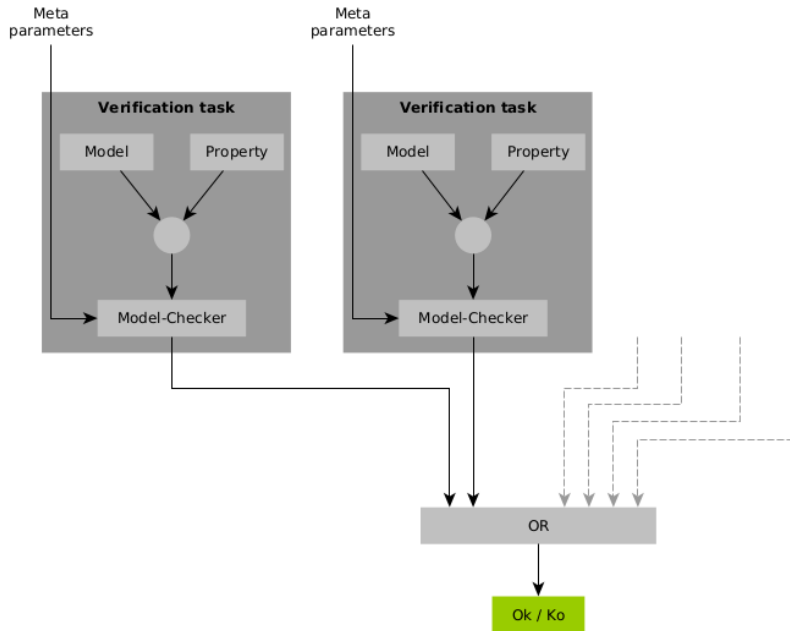 Meta
parameters
Meta
parameters
Verification task
Model
Property
Model-Checker
Verification task
Model
Property
Model-Checker
OR
Ok / Ko